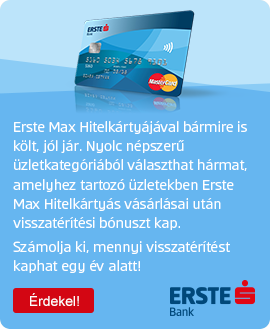 ERSTE
Bank
MasterCard
Erste Max Hitelkártyájával bármire is
költ, jól jár. Nyolc népszerű
üzletkategóriából választhat hármat,
amelyhez tartozó üzletekben Erste
Max Hitelkártyás vásárlásai után
visszatérítési bónuszt kap.
Számolja ki, mennyi visszatérítést
kaphat egy év alatt!
Érdekel!
ERSTE
Bank